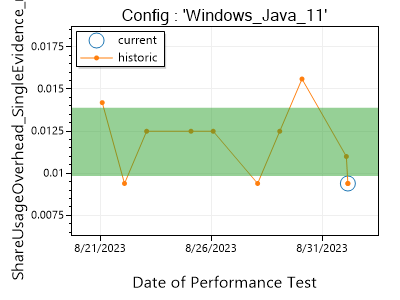 Config : 'Windows_Java_11'
ShareUsageOverhead_SingleEvidence_
current
historic
0.0175
0.015
0.0125
0.01
0.0075
8/21/2023
8/26/2023
8/31/2023
Date of Performance Test